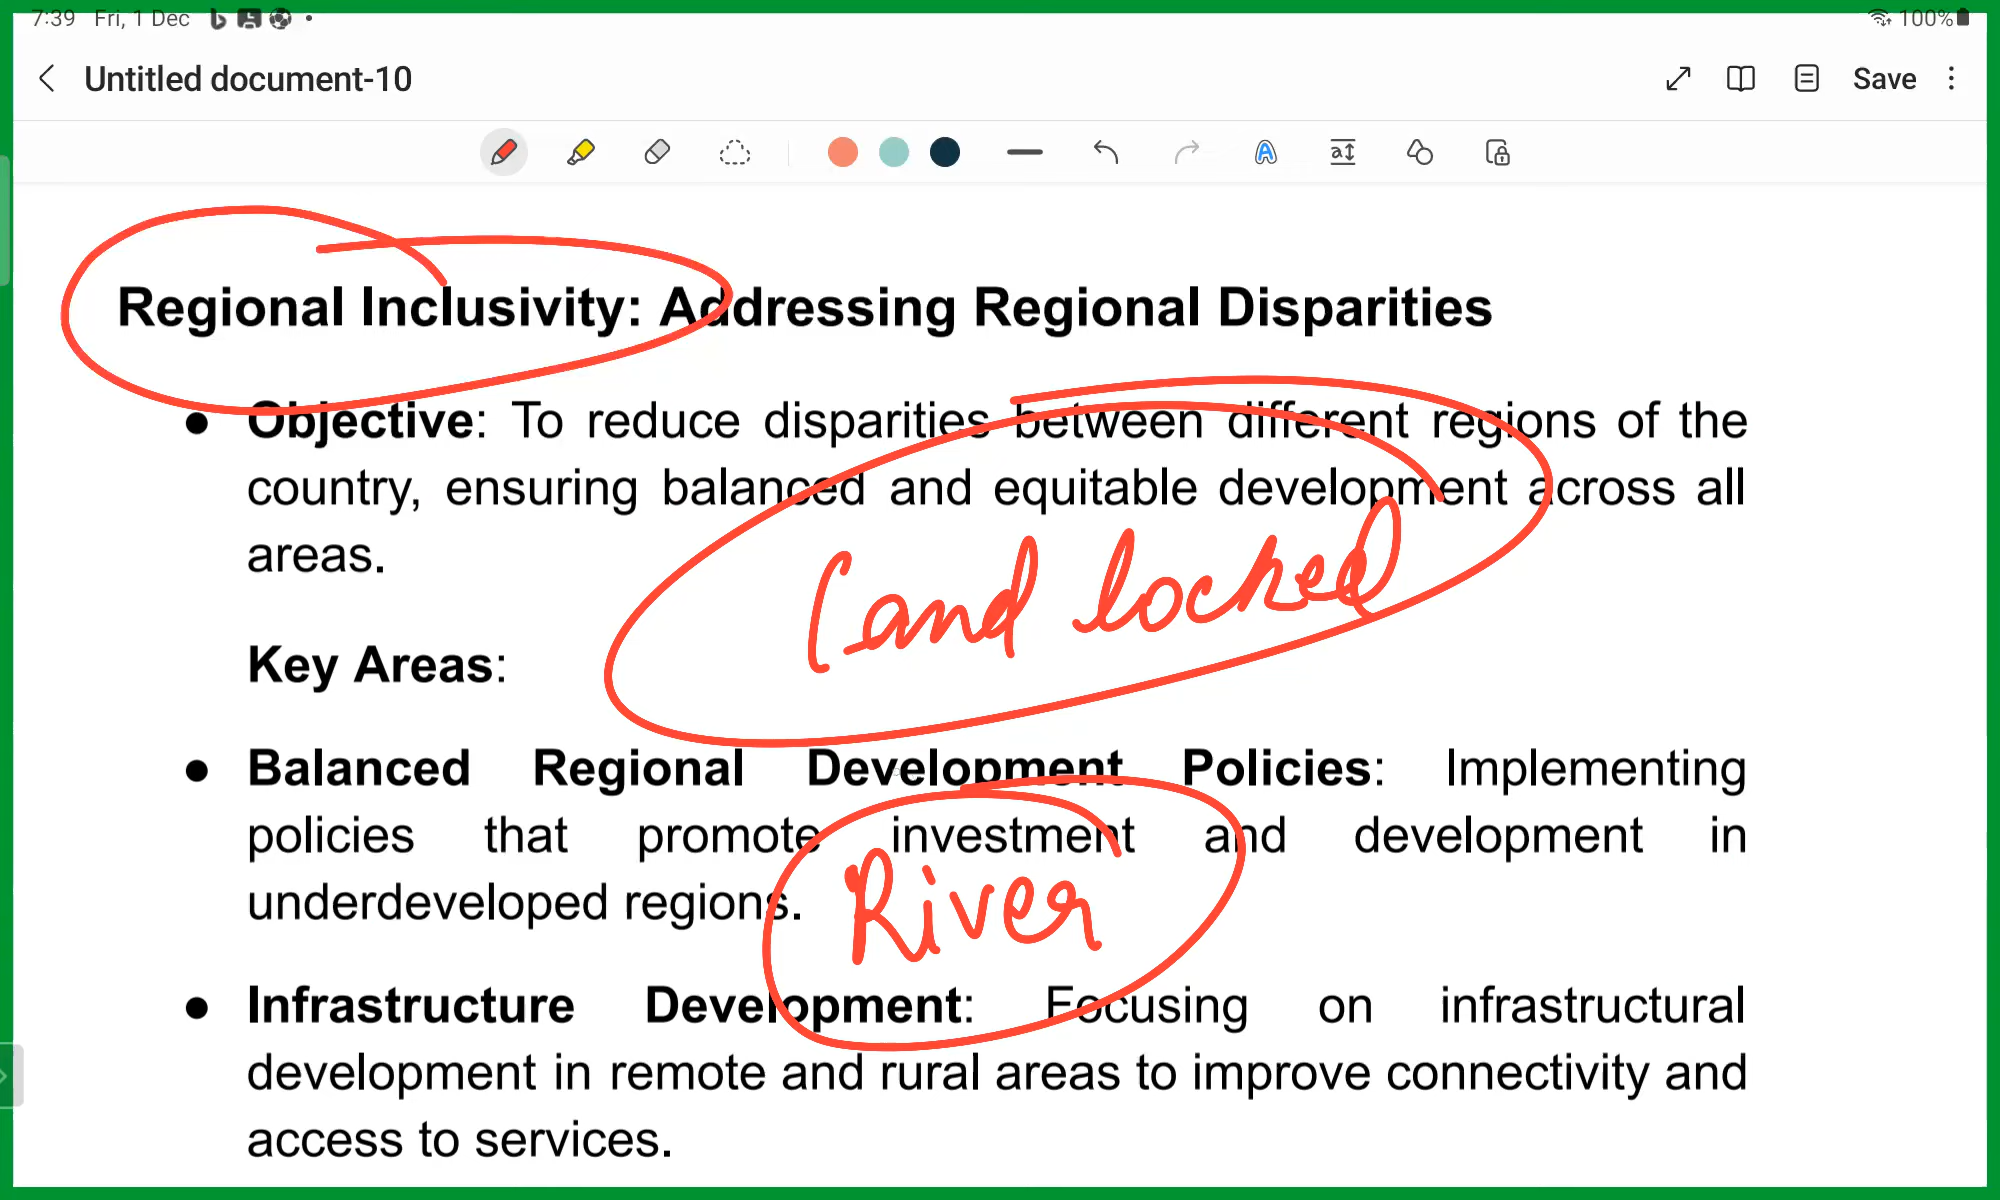 7:39 Fri, 1 Dec 100%
Untitled document-10 Save
Regional Inclusivity: Addressing Regional Disparities
● Objective: To reduce disparities between different regions of the
country, ensuring balanced and equitable development across all
areas.
Land locked
Key Areas:
● Balanced Regional Development Policies: Implementing
policies that promote investment and development in
underdeveloped regions.
River
● Infrastructure Development: Focusing on infrastructural
development in remote and rural areas to improve connectivity and
access to services.